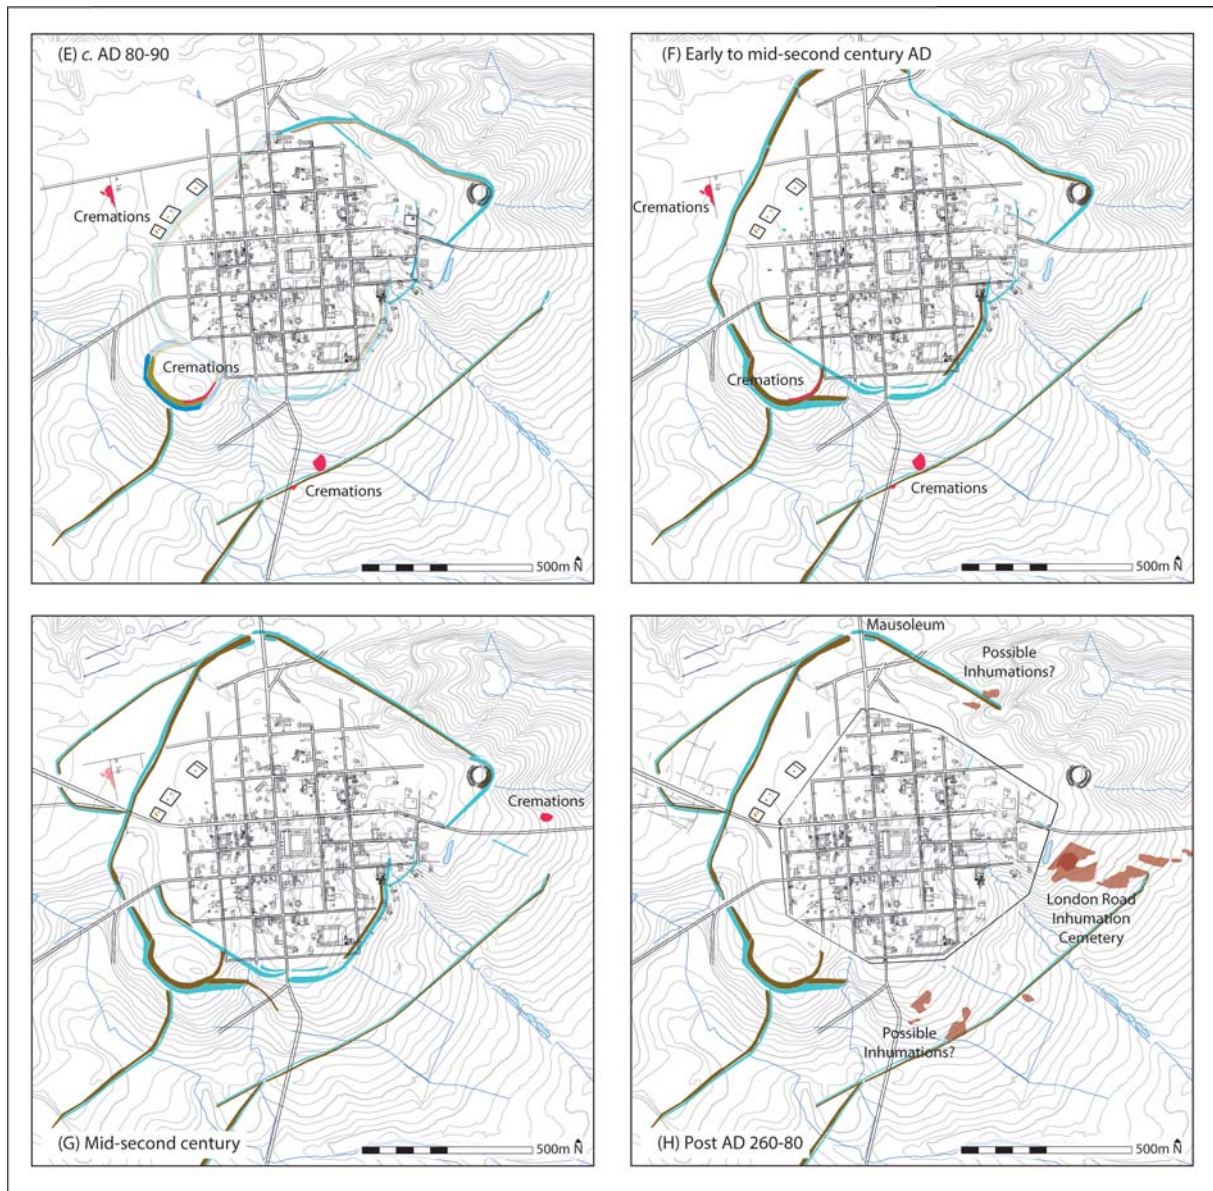 (E) c. AD 80-90
Cremations
Cremations
Cremations
500m N
(F) Early to mid-second century AD
Cremations
Cremations
Cremations
500m N
(G) Mid-second century
Cremations
500m N
Mausoleum
Possible
Inhumations?
London Road
Inhumation
Cemetery
Possible
Inhumations?
(H) Post AD 260-80
500m N